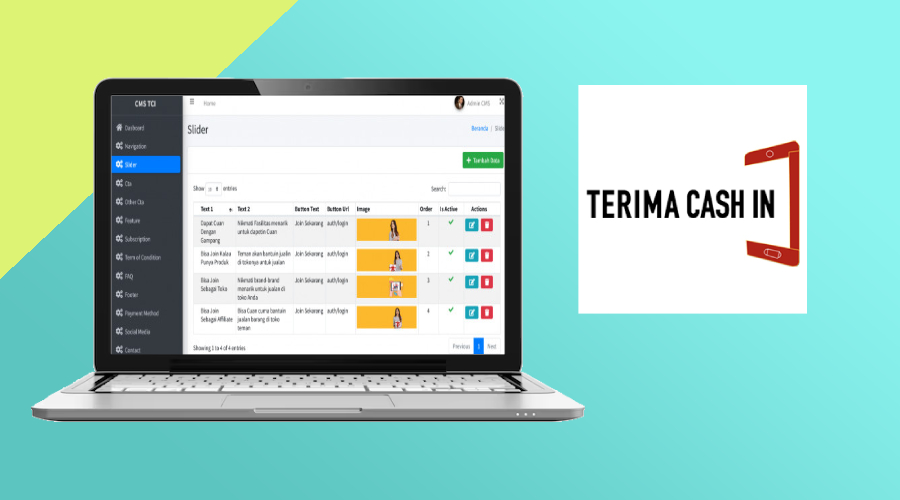 CMS TCI
Home
Admin CMS
Dashboard
Navigation
Slider
Cta
Other Cta
Feature
Subscription
Term of Condition
FAQ
Footer
Payment Method
Social Media
Contact
Slider
Beranda / Slider
Tambah Data
Show entries
Search:
Text 1 Text 2 Button Text Button Url Image Order Is Active Actions
Dapat Cuan Nikmati Fasilitas menarik Join Sekarang auth/login 1
Dengan untuk dapetin Cuan
Gampang
Bisa Join Kalau Teman akan bantuin jualin Join Sekarang auth/login 2
Punya Produk di tokonya untuk jualan
Bisa Join Nikmati brand-brand Join Sekarang auth/login 3
Sebagai Toko menarik untuk jualan di
toko Anda
Bisa Join Bisa Cuan cuma bantuin Join Sekarang auth/login 4
Sebagai Affiliate jualan barang di toko
teman
Showing 1 to 4 of 4 entries
Previous 1 Next
TERIMA CASH IN